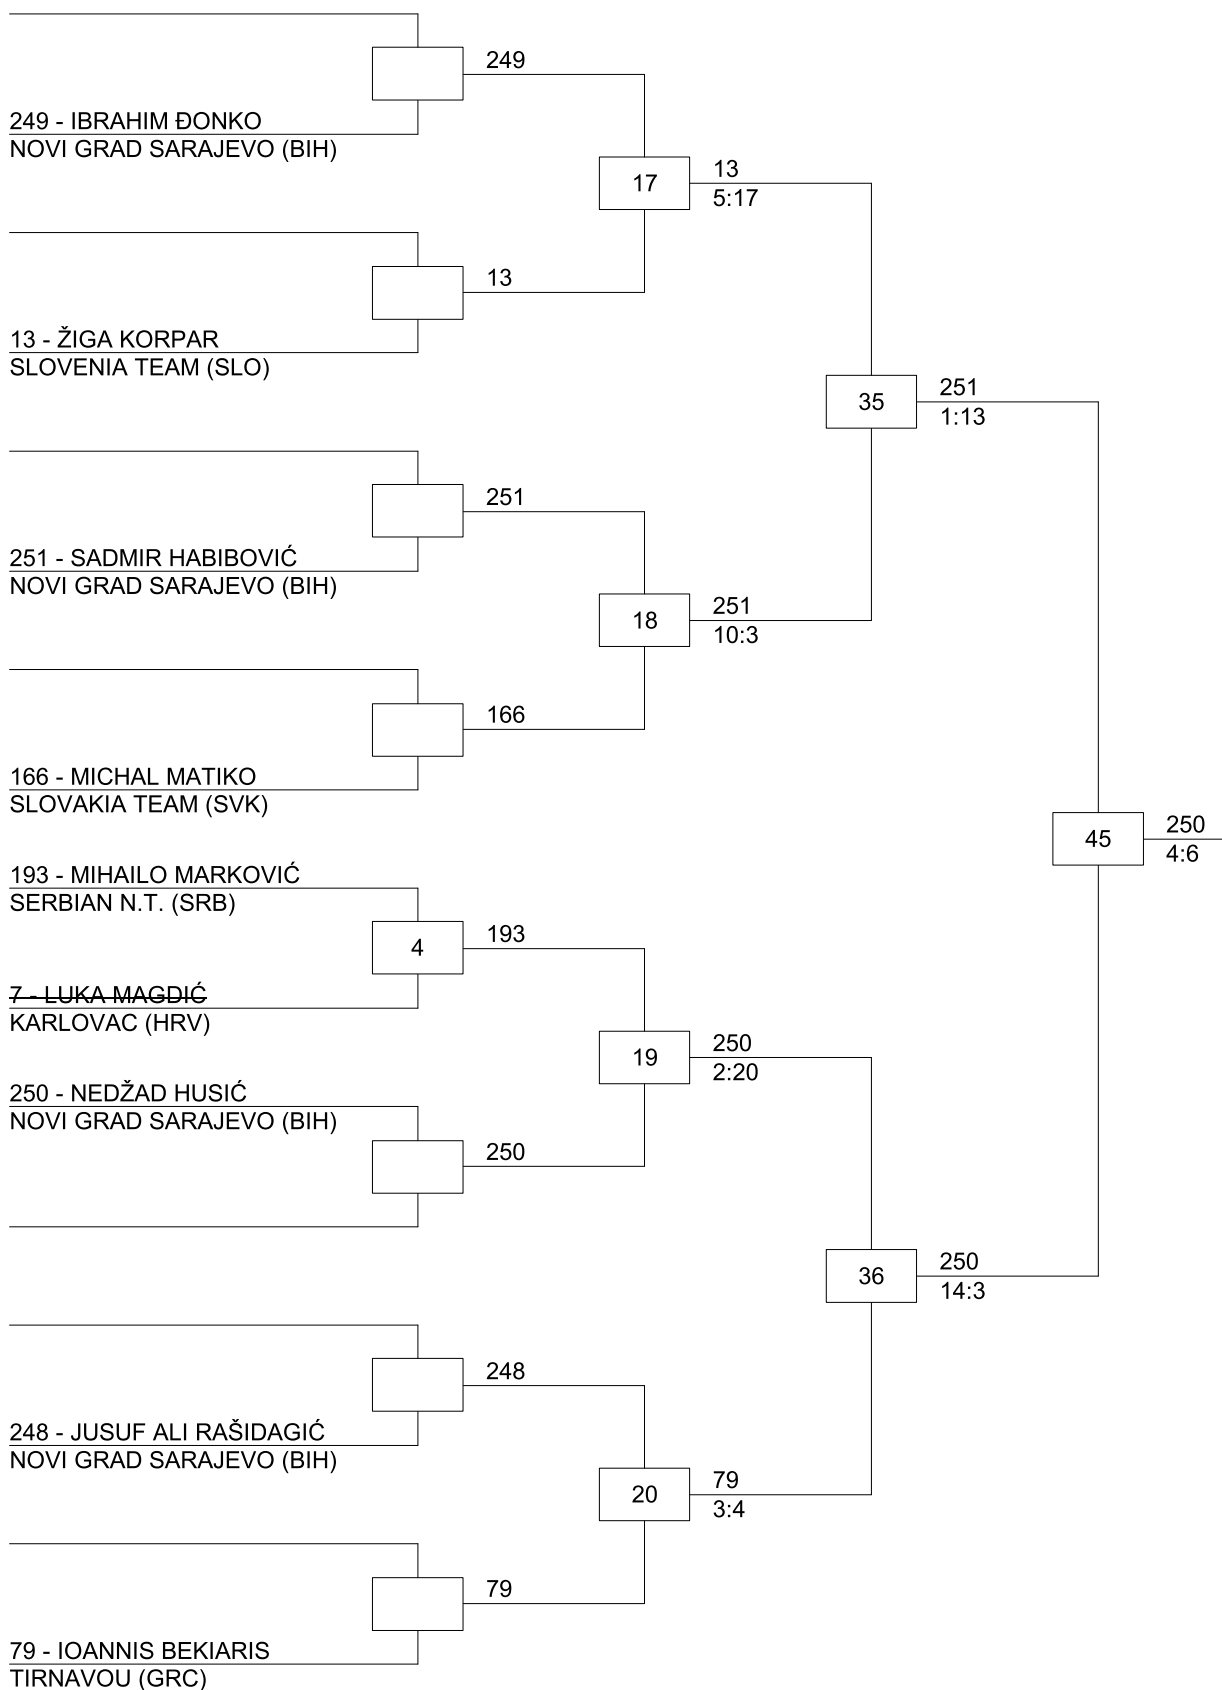 249
249 - IBRAHIM ĐONKO
NOVI GRAD SARAJEVO (BIH)
17
13
5:17
13
13 - ŽIGA KORPAR
SLOVENIA TEAM (SLO)
35
251
1:13
251
251 - SADMIR HABIBOVIĆ
NOVI GRAD SARAJEVO (BIH)
18
251
10:3
166
166 - MICHAL MATIKO
SLOVAKIA TEAM (SVK)
45
250
4:6
193 - MIHAILO MARKOVIĆ
SERBIAN N.T. (SRB)
4
193
7 - LUKA MAGDIĆ
KARLOVAC (HRV)
19
250
2:20
250 - NEDŽAD HUSIĆ
NOVI GRAD SARAJEVO (BIH)
250
36
250
14:3
248
248 - JUSUF ALI RAŠIDAGIĆ
NOVI GRAD SARAJEVO (BIH)
20
79
3:4
79
79 - IOANNIS BEKIARIS
TIRNAVOU (GRC)